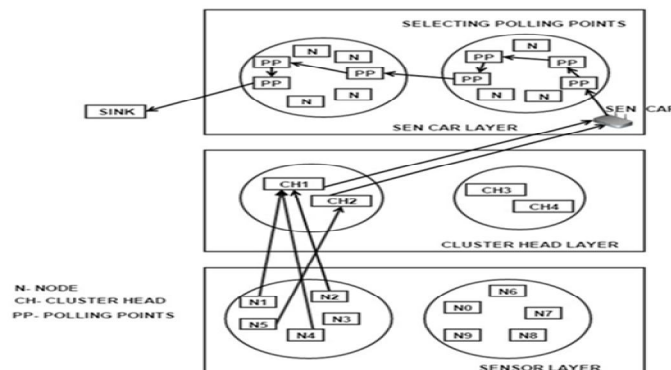 SELECTING POLLING POINTS
N
N
N
PP
PP
PP
N
N
N
PP
PP
PP
PP
N
N
SINK
SEN CAR
SEN CAR LAYER
CH1
CH2
CH3
CH4
CLUSTER HEAD LAYER
N- NODE
CH- CLUSTER HEAD
PP- POLLING POINTS
N1
N2
N3
N5
N4
N6
N0
N7
N9
N8
SENSOR LAYER